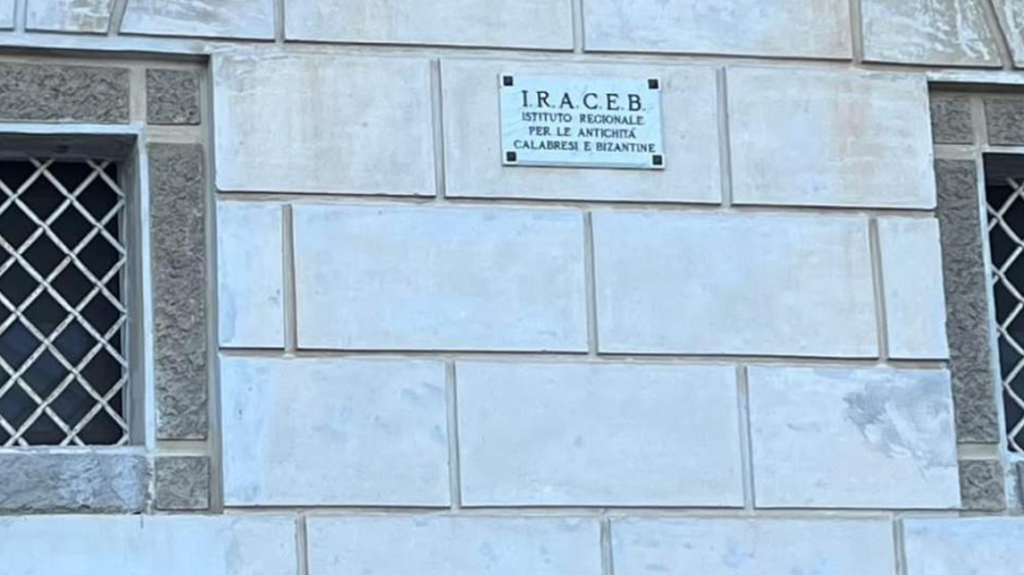 I.R.A.C.E.B.
ISTITUTO REGIONALE
PER LE ANTICHITÀ
CALABRESI E BIZANTINE